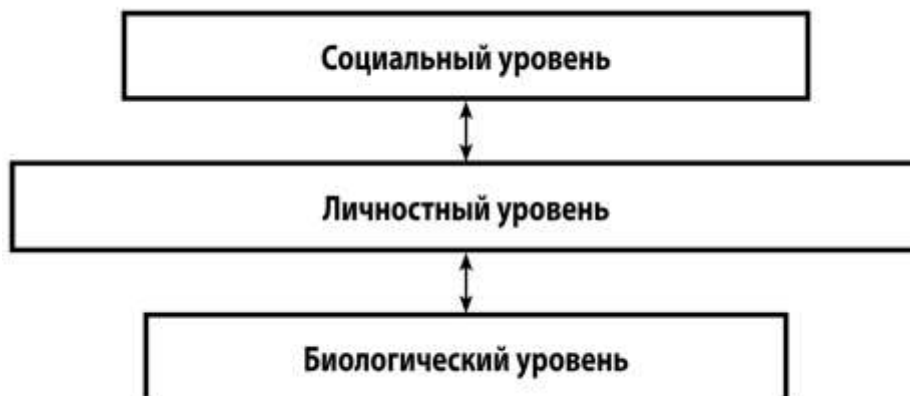 Социальный уровень
Личностный уровень
Биологический уровень